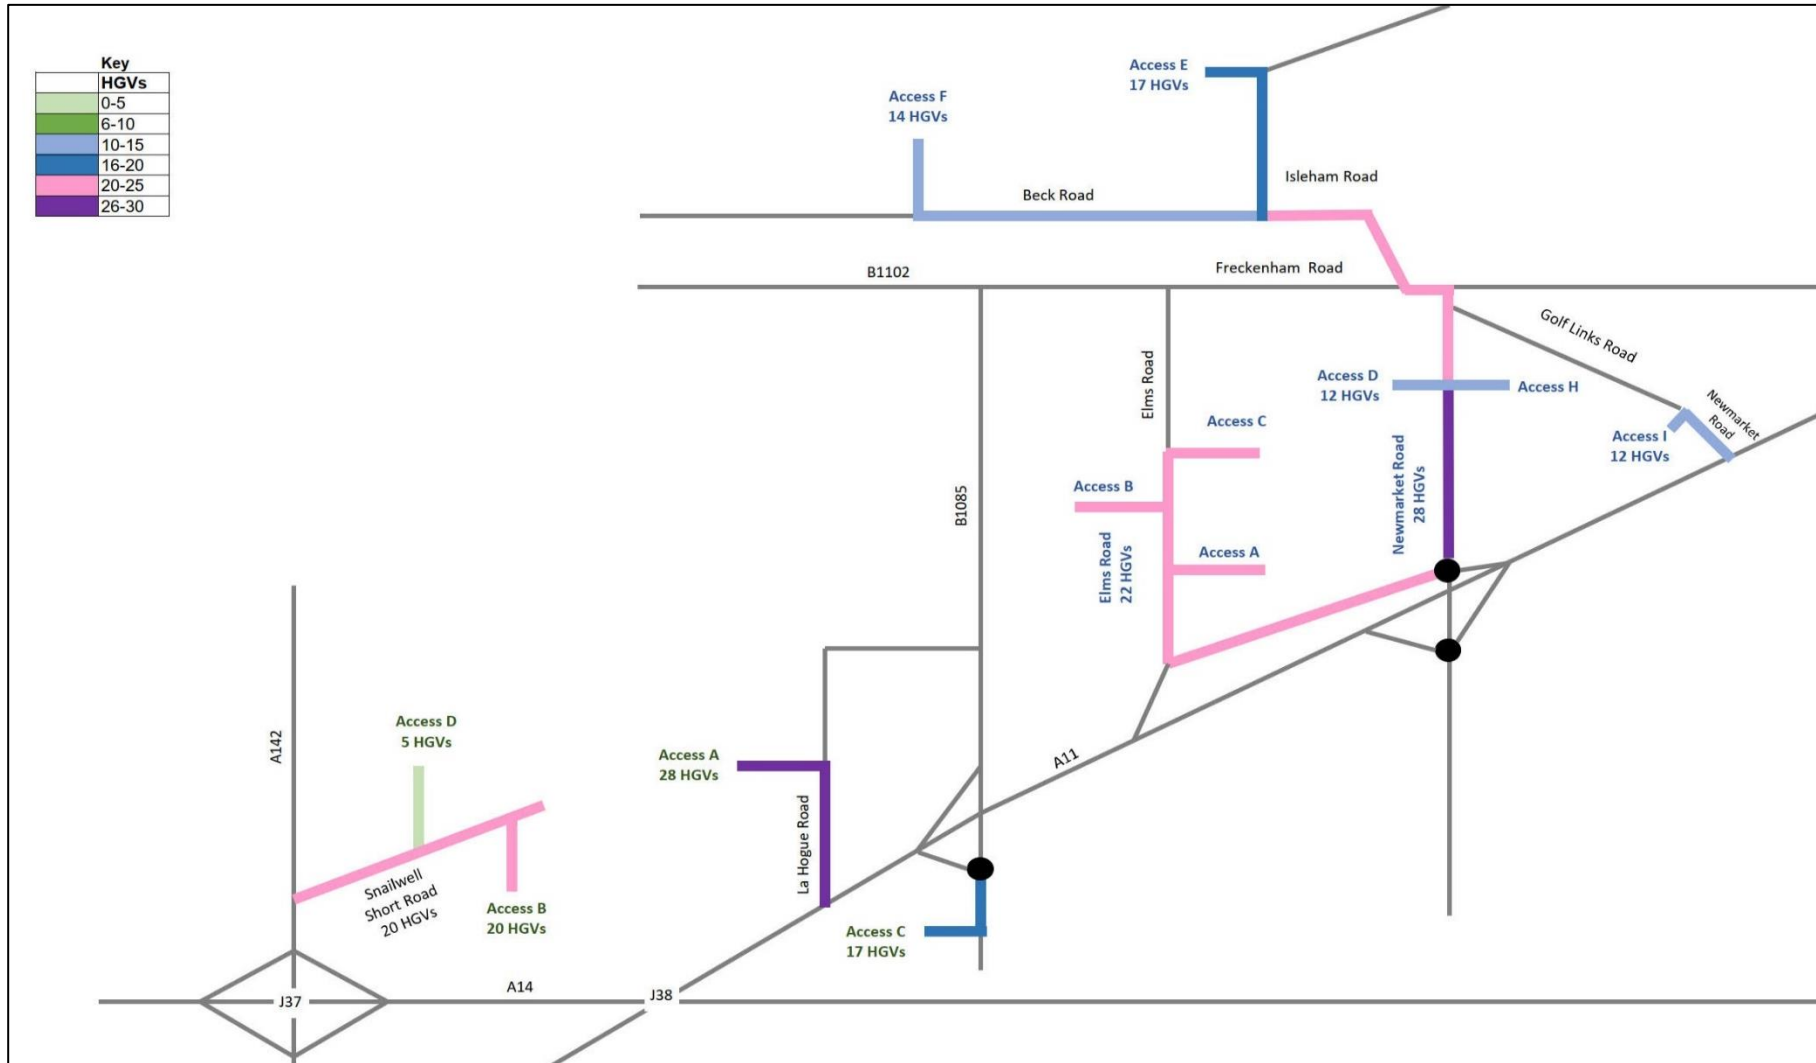 Key
HGVs
0-5
6-10
10-15
16-20
20-25
26-30
Access E
17 HGVs
Access F
14 HGVs
Isleham Road
Beck Road
Freckenham Road
B1102
Golf Links Road
Elms Road
Access D
12 HGVs
Access H
Newmarket
Road
Access C
Access I
12 HGVs
Newmarket Road
28 HGVs
Access B
B1085
Access A
Elms Road
22 HGVs
A142
Access D
5 HGVs
Access A
28 HGVs
A11
La Hogue Road
Snailwell
Short Road
20 HGVs
Access B
20 HGVs
Access C
17 HGVs
A14
J37
J38